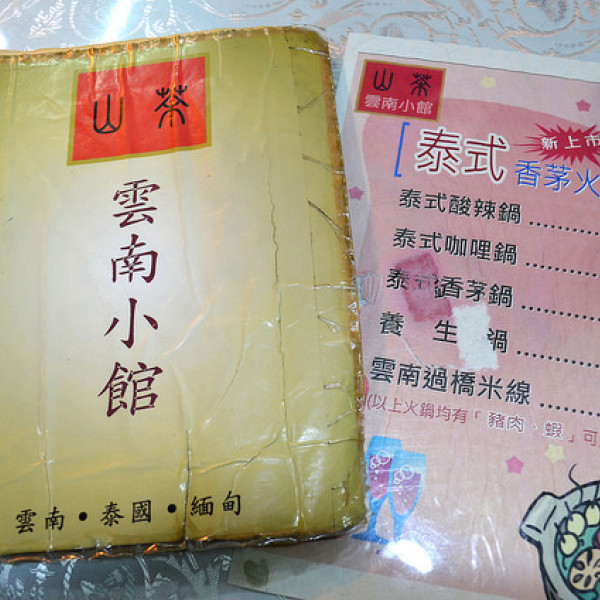 山茶
雲南小館
雲南・泰國・緬甸
山茶
雲南小館
[泰式
新上市
香茅火
泰式酸辣鍋..........
泰式咖哩鍋..........
泰式香茅鍋..........
養 生 鍋..........
雲南過橋米線..........
(以上火鍋均有「豬肉・蝦」可